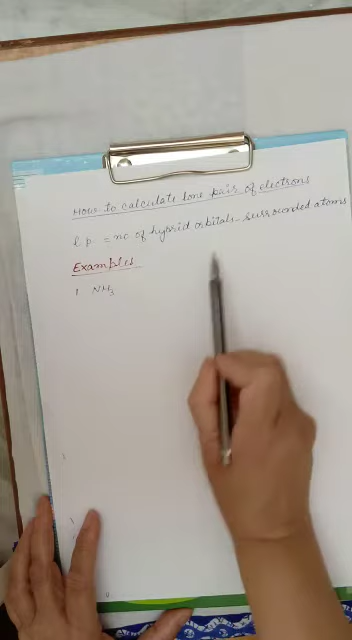 How to calculate lone pairs of electrons
l p = no of hybrid orbitals - surrounded atoms
Examples
1 NH3